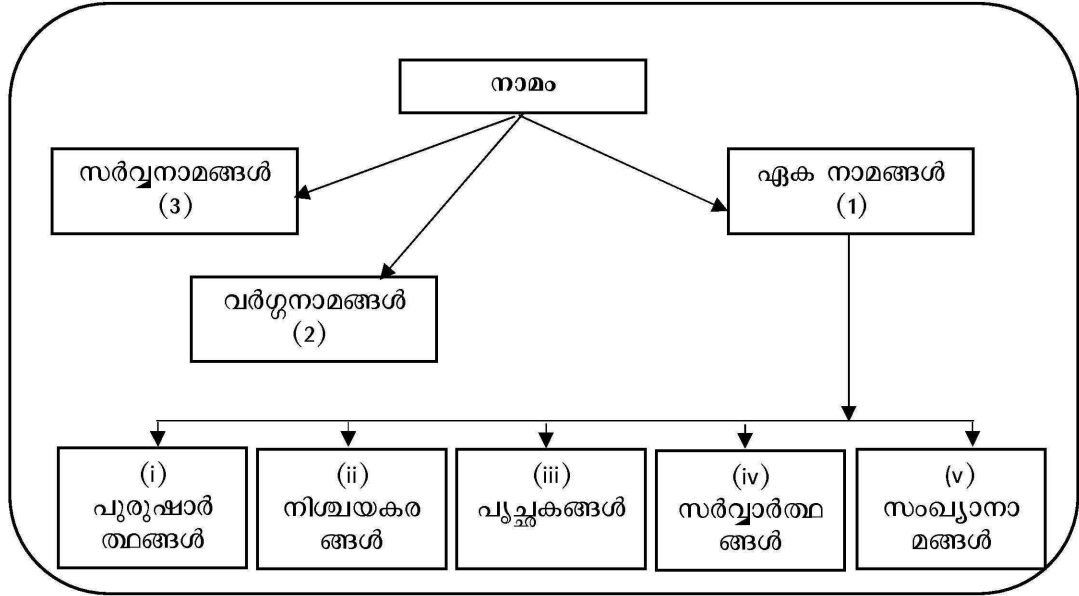 നാമം
സർവ്വനാമങ്ങൾ
(3)
ഏക നാമങ്ങൾ
(1)
വർഗ്ഗനാമങ്ങൾ
(2)
(i)
പുരുഷാർ
ത്ഥങ്ങൾ
(ii)
നിശ്ചയകര
ങ്ങൾ
(iii)
പൃച്ഛകങ്ങൾ
(iv)
സർവ്വാർത്ഥ
ങ്ങൾ
(v)
സംഖ്യാനാ
മങ്ങൾ